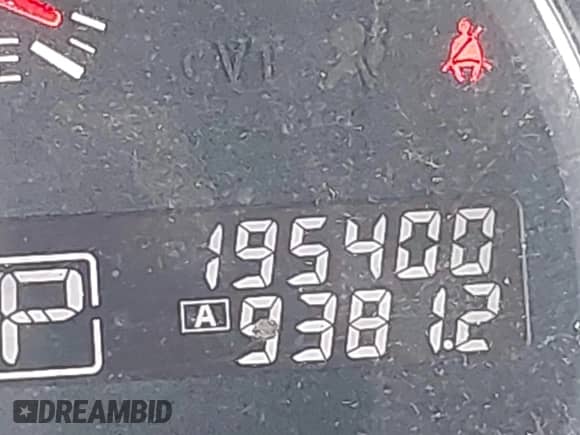 CVT
195400
P
A 9381.2
DREAMBID